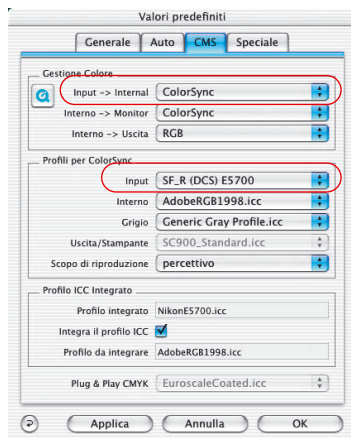 Valori predefiniti
Generale Auto CMS Speciale
Gestione Colore
Input -> Internal ColorSync
Interno -> Monitor ColorSync
Interno -> Uscita RGB
Profili per ColorSync
Input SF_R (DCS) E5700
Interno AdobeRGB1998.icc
Grigio Generic Gray Profile.icc
Uscita/Stampante SC900_Standard.icc
Scopo di riproduzione percettivo
Profilo ICC Integrato
Profilo integrato NikonE5700.icc
Integra il profilo ICC
Profilo da integrare AdobeRGB1998.icc
Plug & Play CMYK EuroscaleCoated.icc
? Applica Annulla OK